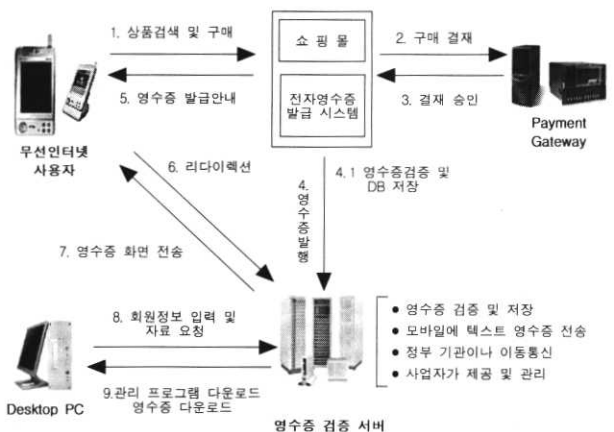 1. 상품검색 및 구매
5. 영수증 발급안내
쇼 핑 몰
전자영수증
발급 시스템
2. 구매 결재
3. 결재 승인
Payment
Gateway
무선인터넷
사용자
6. 리다이렉션
7. 영수증 화면 전송
4.
영수증발행
4.1 영수증검증 및
DB 저장
8. 회원정보 입력 및
자료 요청
9.관리 프로그램 다운로드
영수증 다운로드
Desktop PC
영수증 검증 서버
● 영수증 검증 및 저장
● 모바일에 텍스트 영수증 전송
● 정부 기관이나 이동통신
● 사업자가 제공 및 관리